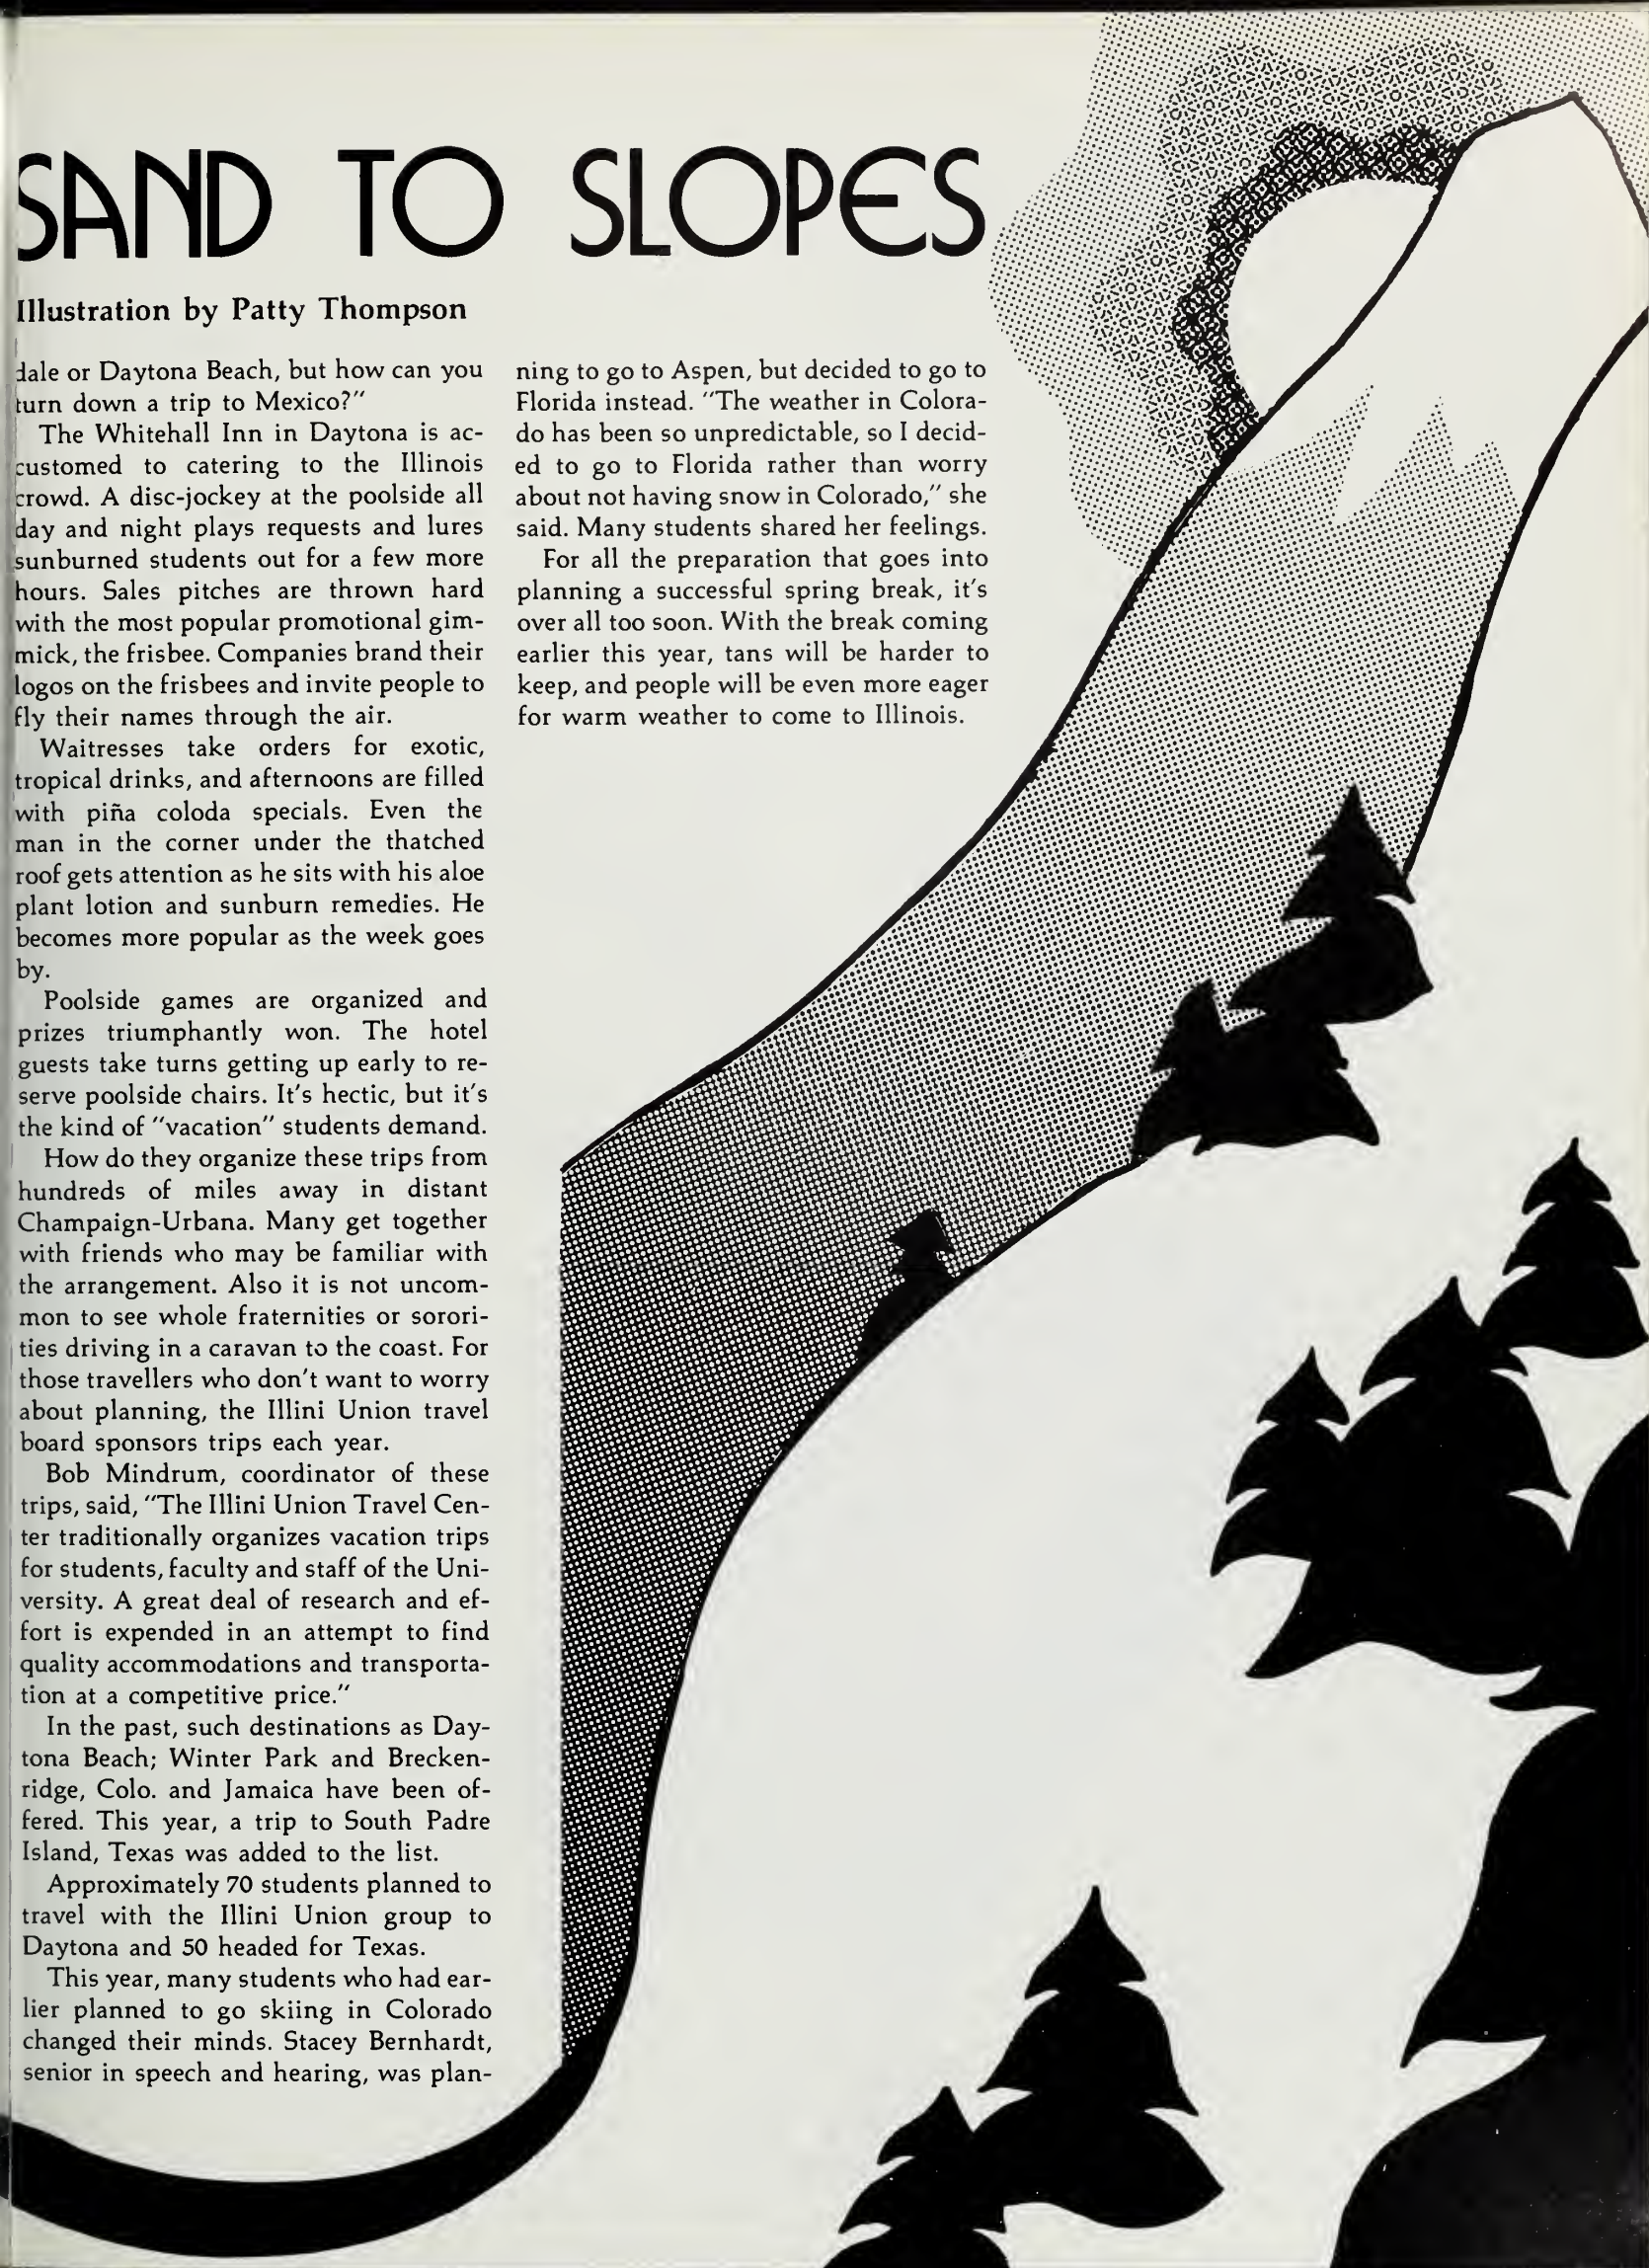 SAND TO SLOPES
Illustration by Patty Thompson
dale or Daytona Beach, but how can you
turn down a trip to Mexico?"
The Whitehall Inn in Daytona is ac-
customed to catering to the Illinois
crowd. A disc-jockey at the poolside all
day and night plays requests and lures
sunburned students out for a few more
hours. Sales pitches are thrown hard
with the most popular promotional gim-
mick, the frisbee. Companies brand their
logos on the frisbees and invite people to
fly their names through the air.
Waitresses take orders for exotic,
tropical drinks, and afternoons are filled
with piña coloda specials. Even the
man in the corner under the thatched
roof gets attention as he sits with his aloe
plant lotion and sunburn remedies. He
becomes more popular as the week goes
by.
Poolside games are organized and
prizes triumphantly won. The hotel
guests take turns getting up early to re-
serve poolside chairs. It's hectic, but it's
the kind of "vacation" students demand.
How do they organize these trips from
hundreds of miles away in distant
Champaign-Urbana. Many get together
with friends who may be familiar with
the arrangement. Also it is not uncom-
mon to see whole fraternities or sorori-
ties driving in a caravan to the coast. For
those travellers who don't want to worry
about planning, the Illini Union travel
board sponsors trips each year.
Bob Mindrum, coordinator of these
trips, said, "The Illini Union Travel Cen-
ter traditionally organizes vacation trips
for students, faculty and staff of the Uni-
versity. A great deal of research and ef-
fort is expended in an attempt to find
quality accommodations and transporta-
tion at a competitive price."
In the past, such destinations as Day-
tona Beach; Winter Park and Brecken-
ridge, Colo. and Jamaica have been of-
fered. This year, a trip to South Padre
Island, Texas was added to the list.
Approximately 70 students planned to
travel with the Illini Union group to
Daytona and 50 headed for Texas.
This year, many students who had ear-
lier planned to go skiing in Colorado
changed their minds. Stacey Bernhardt,
senior in speech and hearing, was plan-
ning to go to Aspen, but decided to go to
Florida instead. "The weather in Colora-
do has been so unpredictable, so I decid-
ed to go to Florida rather than worry
about not having snow in Colorado," she
said. Many students shared her feelings.
For all the preparation that goes into
planning a successful spring break, it's
over all too soon. With the break coming
earlier this year, tans will be harder to
keep, and people will be even more eager
for warm weather to come to Illinois.